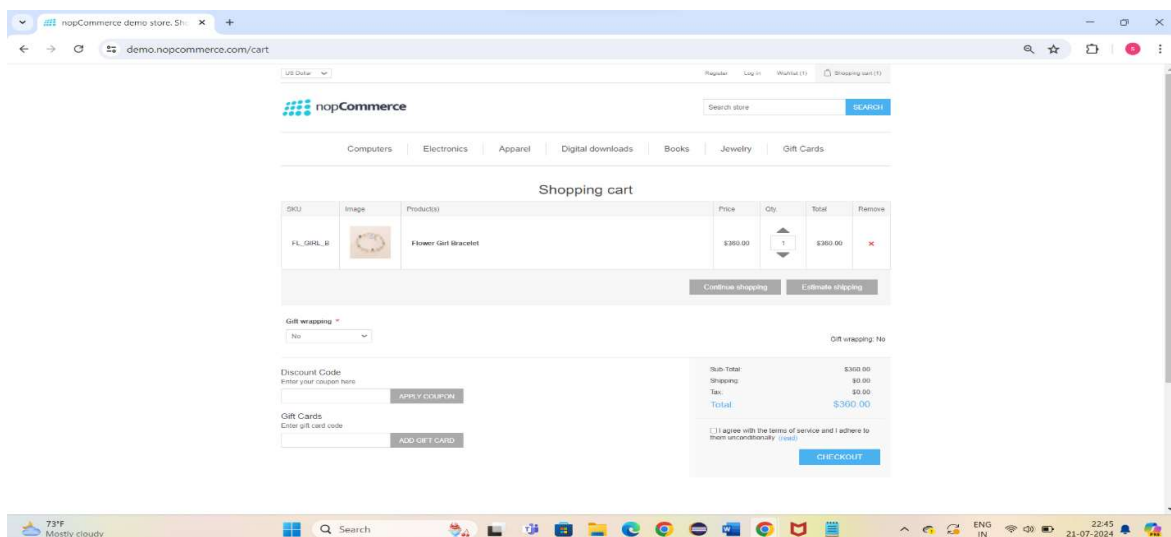 nopCommerce demo store. Sho
demo.nopcommerce.com/cart
US Dollar
Register Log in Wishlist (1) Shopping cart (1)
nopCommerce
Search store SEARCH
Computers Electronics Apparel Digital downloads Books Jewelry Gift Cards
Shopping cart
SKU Image Product(s) Price Qty. Total Remove
FL_GIRL_B Flower Girl Bracelet $360.00 1 $360.00
Continue shopping Estimate shipping
Gift wrapping *
No
Gift wrapping: No
Discount Code
Enter your coupon here
APPLY COUPON
Gift Cards
Enter gift card code
ADD GIFT CARD
Sub-Total: $360.00
Shipping: $0.00
Tax: $0.00
Total: $360.00
I agree with the terms of service and I adhere to
them unconditionally (read)
CHECKOUT
73°F
Mostly cloudy
Search
ENG
IN
22:45
21-07-2024